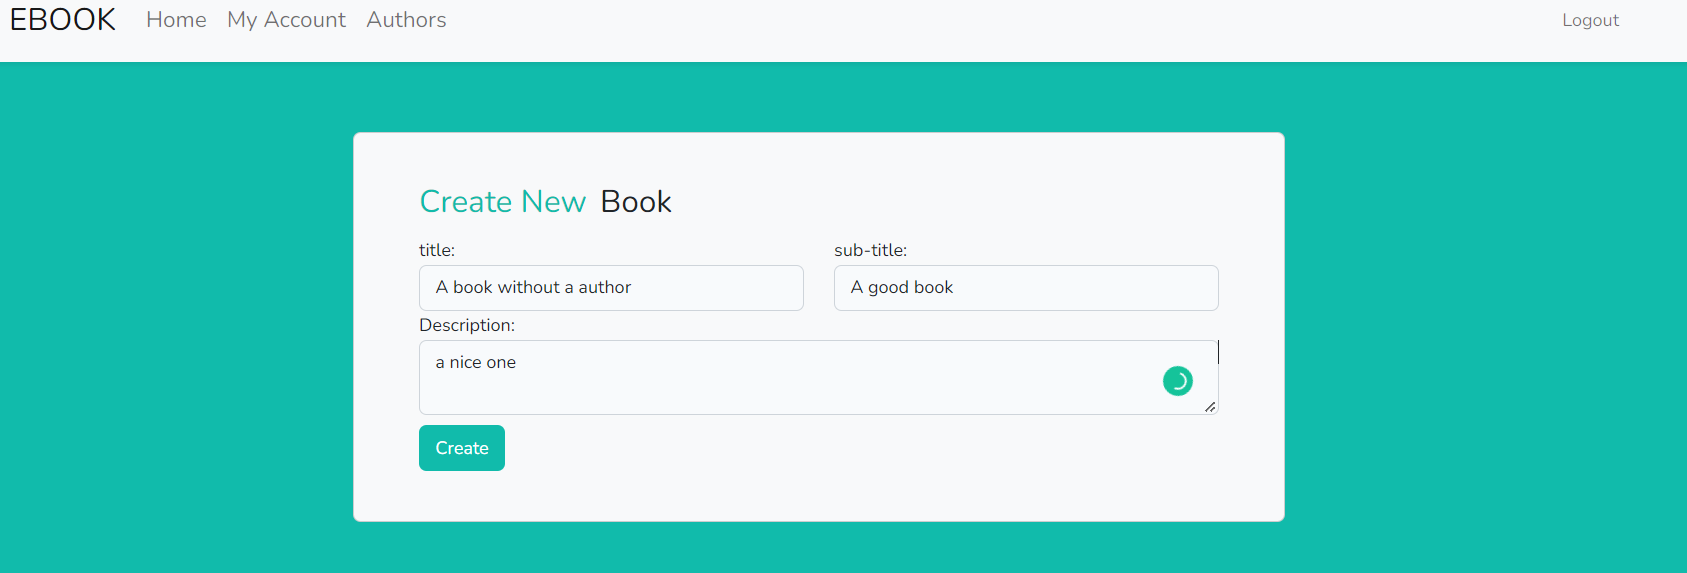 EBOOK Home My Account Authors Logout
Create New Book
title: sub-title:
A book without a author A good book
Description:
a nice one
Create